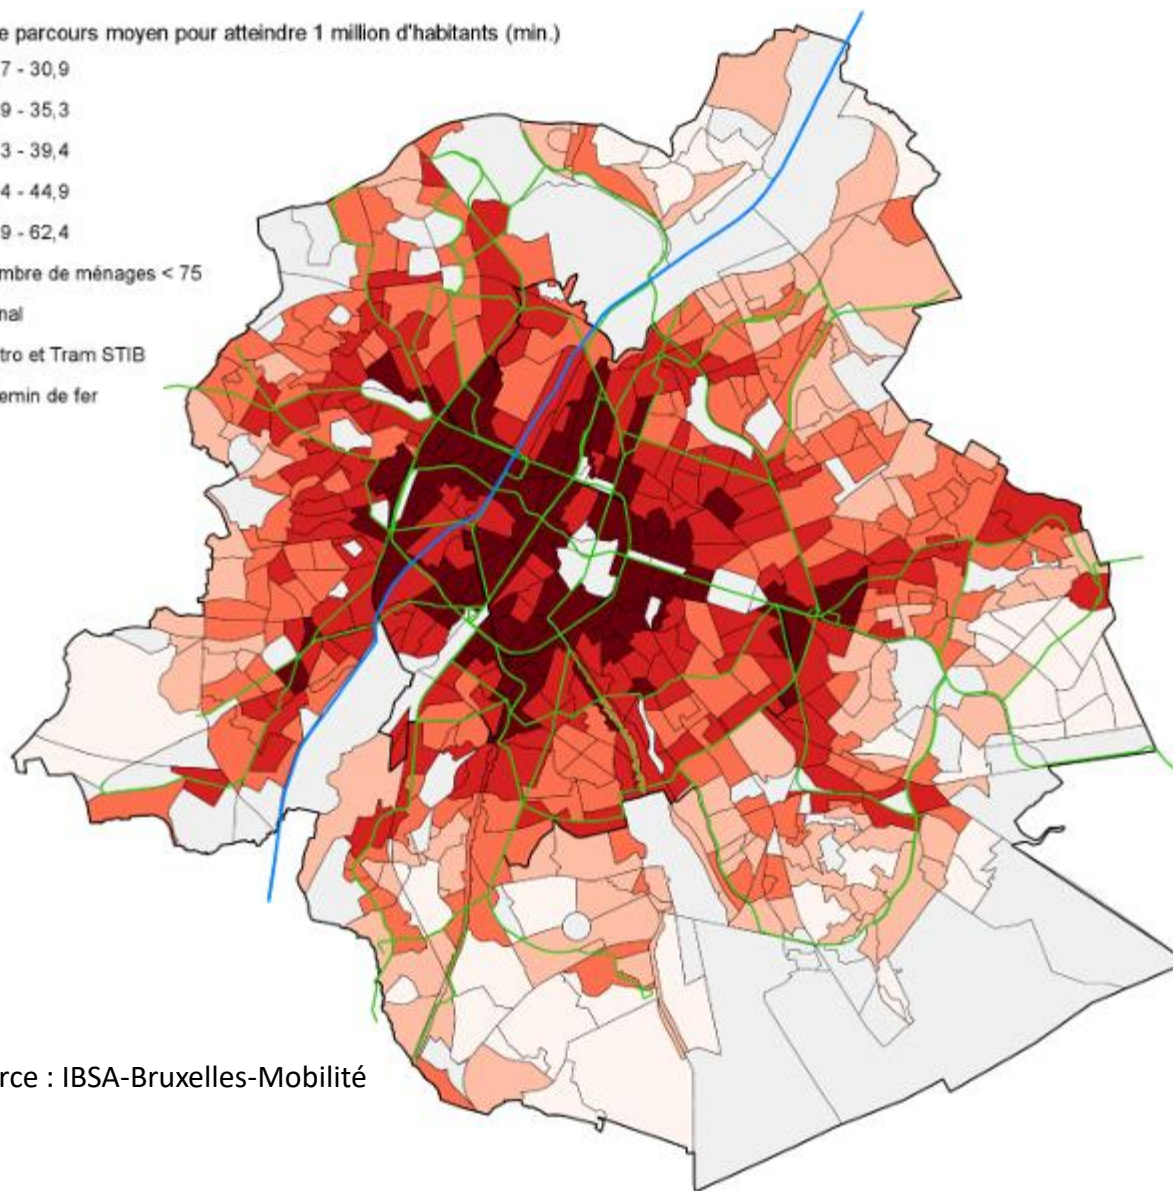 e parcours moyen pour atteindre 1 million d'habitants (min.)
7 - 30,9
9 - 35,3
3 - 39,4
4 - 44,9
9 - 62,4
mbre de ménages < 75
nal
tro et Tram STIB
emin de fer
rce : IBSA-Bruxelles-Mobilité